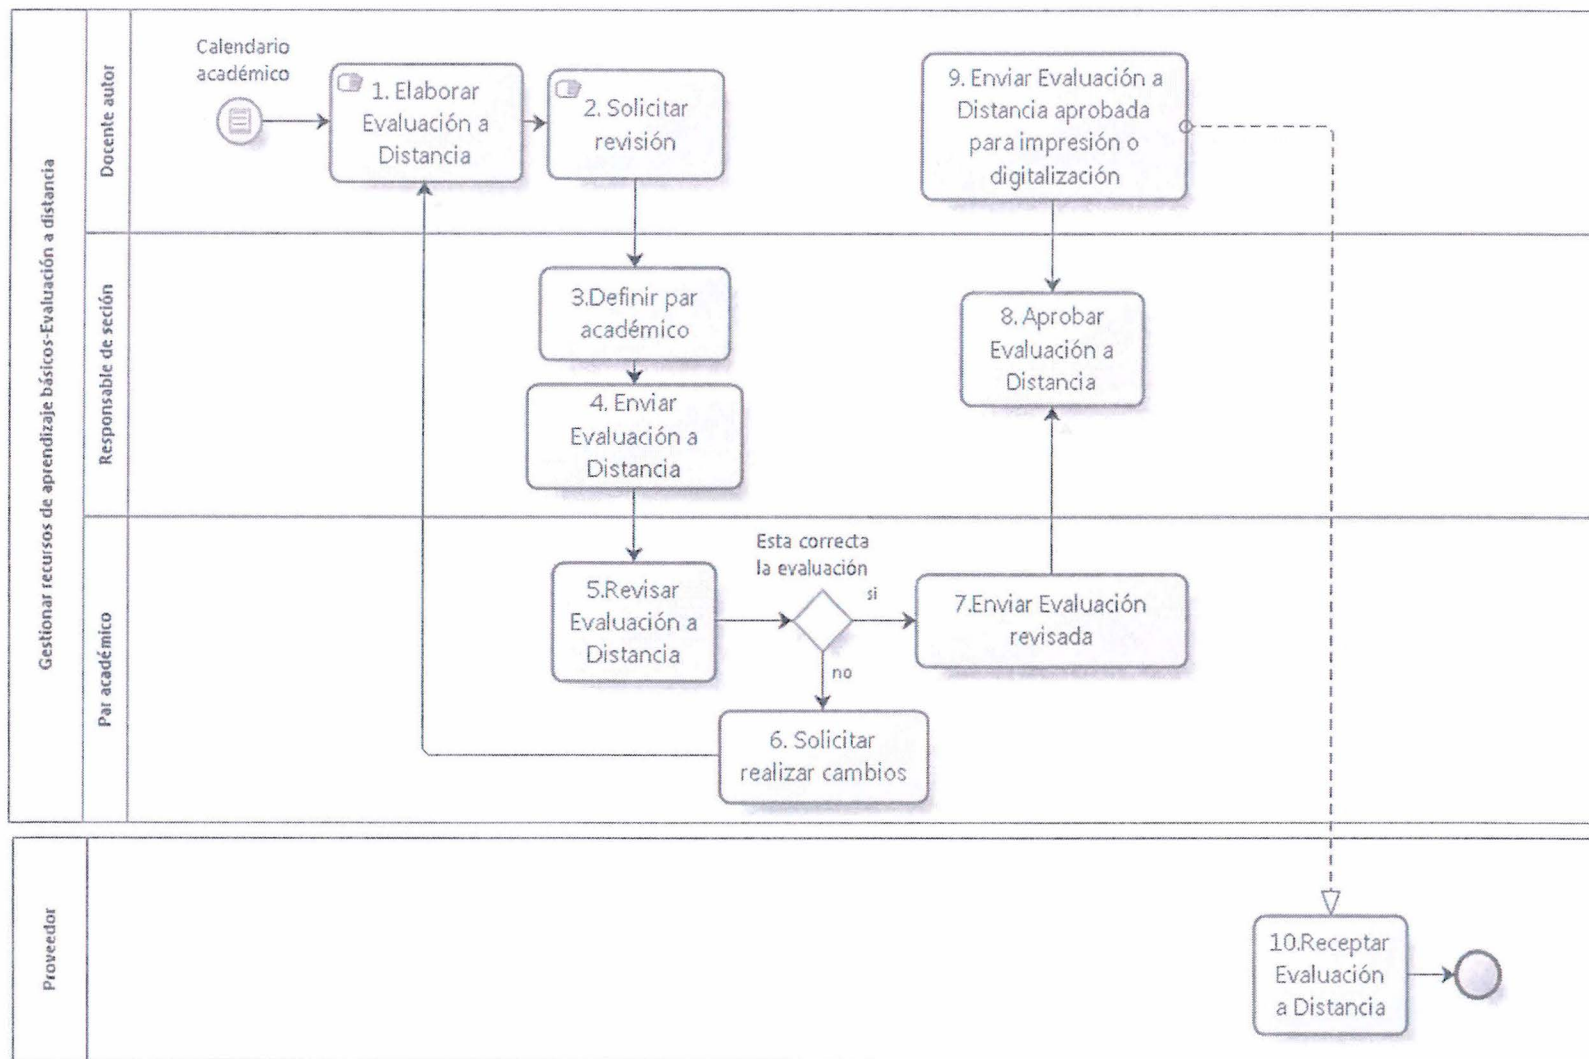 Gestionar recursos de aprendizaje básicos-Evaluación a distancia
Docente autor
Calendario
académico
1. Elaborar
Evaluación a
Distancia
2. Solicitar
revisión
9. Enviar Evaluación a
Distancia aprobada
para impresión o
digitalización
Responsable de seción
3.Definir par
académico
4. Enviar
Evaluación a
Distancia
8. Aprobar
Evaluación a
Distancia
Par académico
5.Revisar
Evaluación a
Distancia
Esta correcta
la evaluación
si
no
7.Enviar Evaluación
revisada
6. Solicitar
realizar cambios
Proveedor
10.Receptar
Evaluación
a Distancia